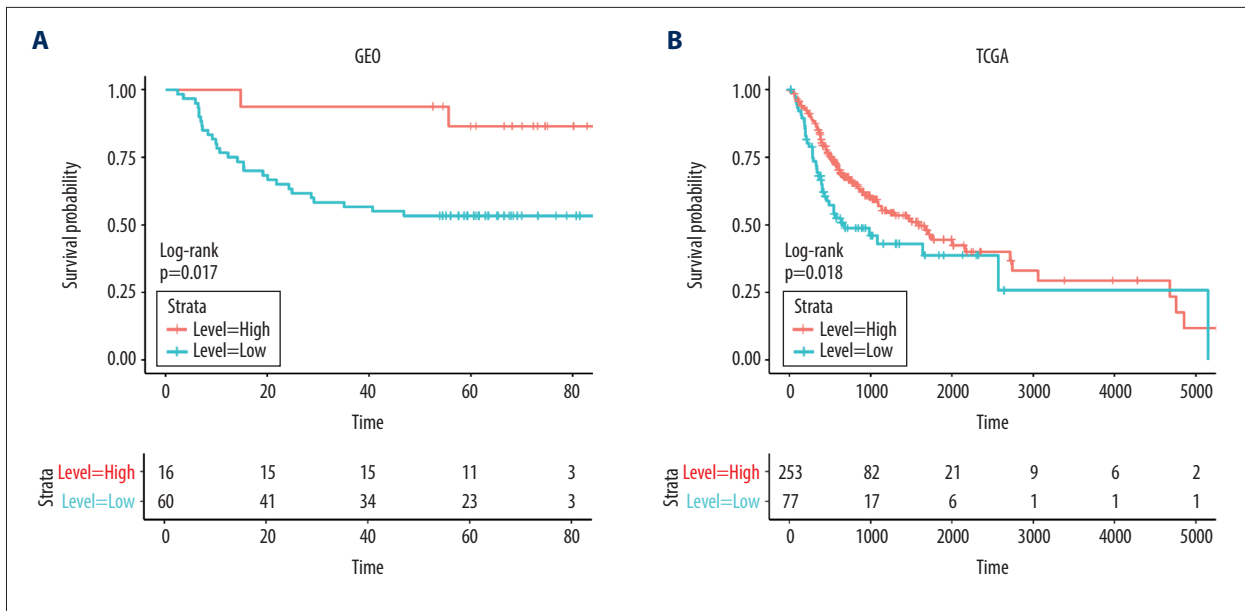 A
GEO
Survival probability
1.00
0.75
0.50
0.25
0.00
Log-rank
p=0.017
Strata
Level=High
Level=Low
0 20 40 60 80
Time
Strata
Level=High 16 15 15 11 3
Level=Low 60 41 34 23 3
0 20 40 60 80
Time
B
TCGA
Survival probability
1.00
0.75
0.50
0.25
0.00
Log-rank
p=0.018
Strata
Level=High
Level=Low
0 1000 2000 3000 4000 5000
Time
Strata
Level=High 253 82 21 9 6 2
Level=Low 77 17 6 1 1 1
0 1000 2000 3000 4000 5000
Time